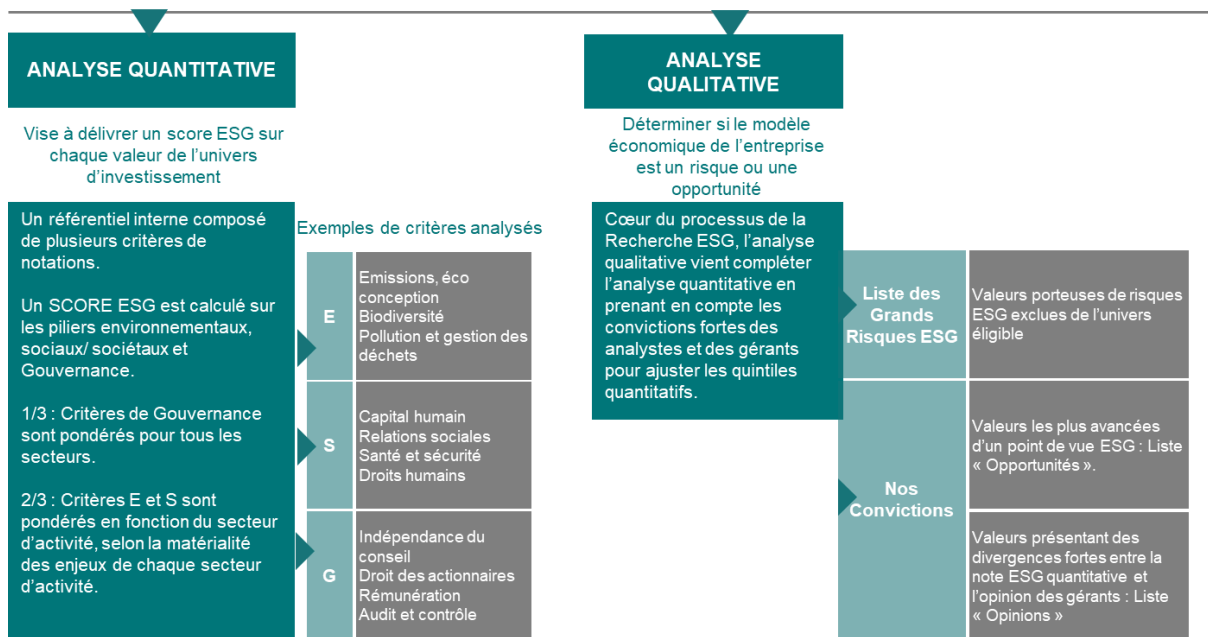 ANALYSE QUANTITATIVE
Vise à délivrer un score ESG sur
chaque valeur de l'univers
d'investissement
Un référentiel interne composé
de plusieurs critères de
notations.
Un SCORE ESG est calculé sur
les piliers environnementaux,
sociaux/ sociétaux et
Gouvernance.
1/3 : Critères de Gouvernance
sont pondérés pour tous les
secteurs.
2/3 : Critères E et S sont
pondérés en fonction du secteur
d'activité, selon la matérialité
des enjeux de chaque secteur
d'activité.
Exemples de critères analysés
E
Emissions, éco
conception
Biodiversité
Pollution et gestion des
déchets
S
Capital humain
Relations sociales
Santé et sécurité
Droits humains
G
Indépendance du
conseil
Droit des actionnaires
Rémunération
Audit et contrôle
ANALYSE
QUALITATIVE
Déterminer si le modèle
économique de l'entreprise
est un risque ou une
opportunité
Cœur du processus de la
Recherche ESG, l'analyse
qualitative vient compléter
l'analyse quantitative en
prenant en compte les
convictions fortes des
analystes et des gérants
pour ajuster les quintiles
quantitatifs.
Liste des
Grands
Risques ESG
Valeurs porteuses de risques
ESG exclues de l'univers
éligible
Nos
Convictions
Valeurs les plus avancées
d'un point de vue ESG : Liste
« Opportunités ».
Valeurs présentant des
divergences fortes entre la
note ESG quantitative et
l'opinion des gérants : Liste
« Opinions »